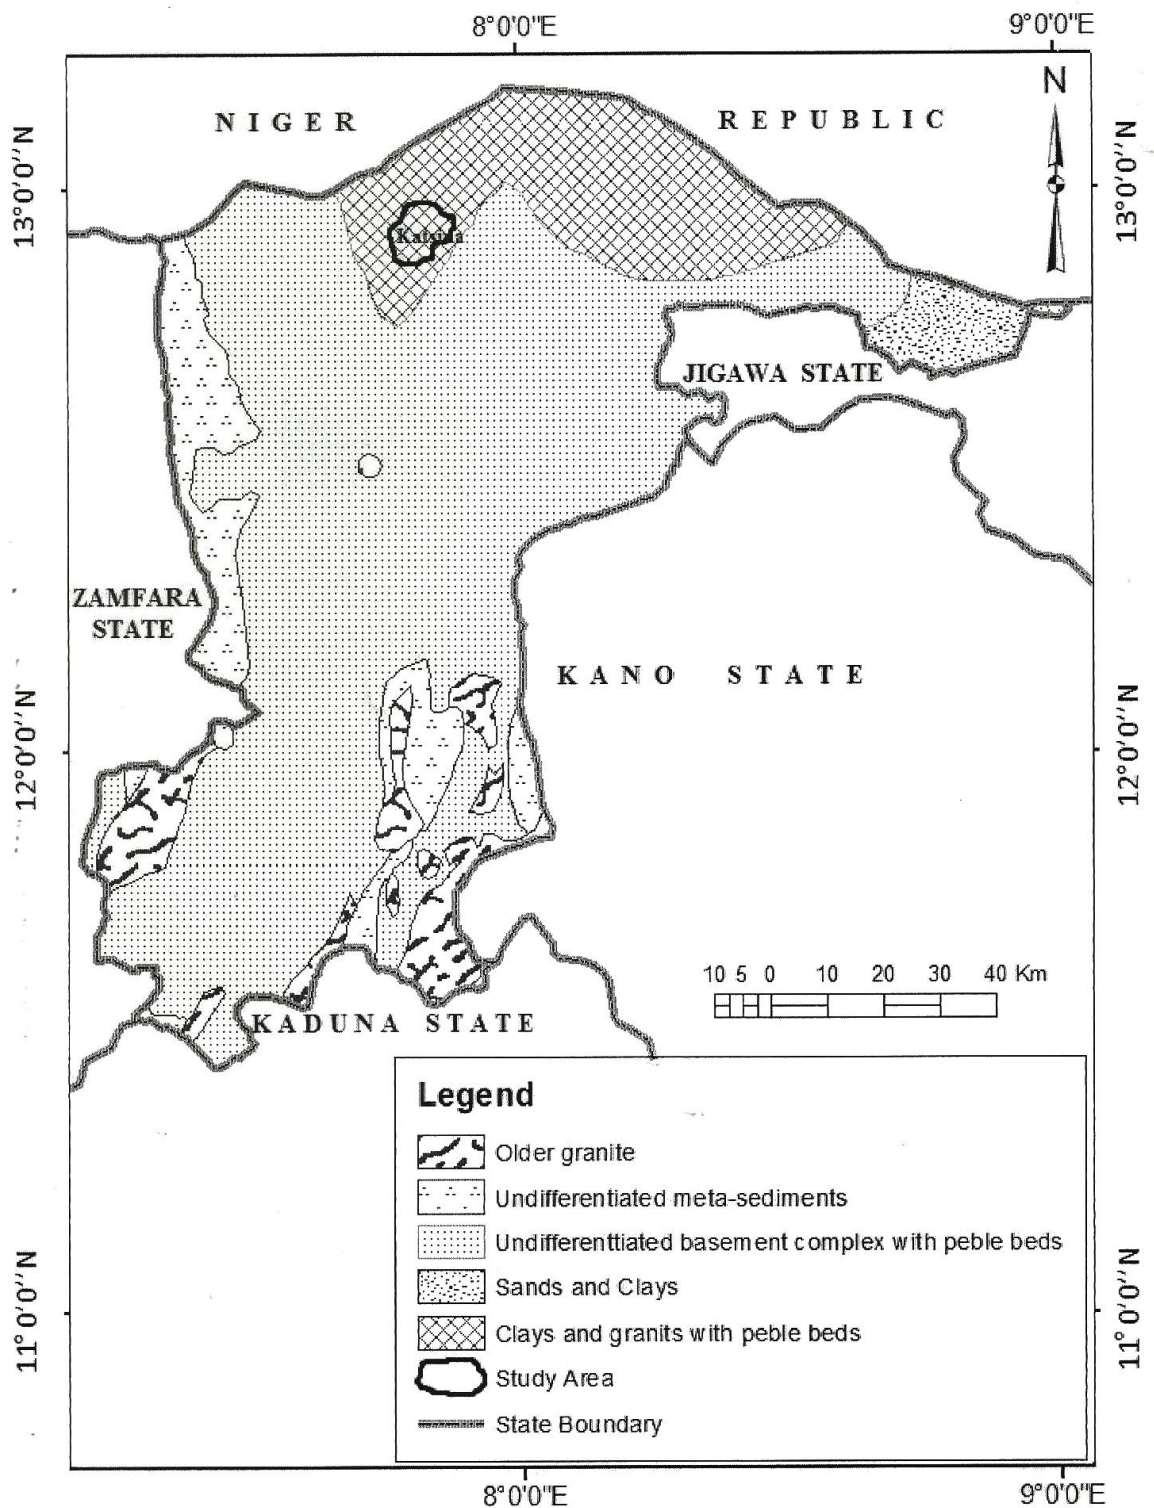 8°0'0"E
9°0'0"E
N
NIGER
REPUBLIC
13°0'0"N
13°0'0"N
Katsina
JIGAWA STATE
ZAMFARA
STATE
KANO STATE
12°0'0"N
12°0'0"N
10 5 0 10 20 30 40 Km
KADUNA STATE
Legend
Older granite
Undifferentiated meta-sediments
Undifferenttiated basement complex with peble beds
Sands and Clays
Clays and granits with peble beds
Study Area
State Boundary
11°0'0"N
11°0'0"N
8°0'0"E
9°0'0"E